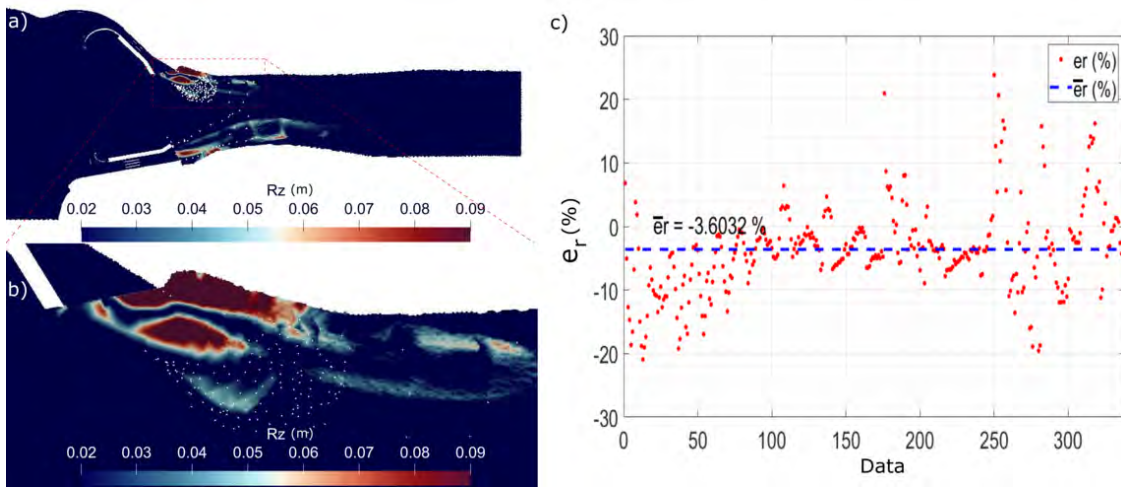 a)
Rz (m)
0.02 0.03 0.04 0.05 0.06 0.07 0.08 0.09
b)
Rz (m)
0.02 0.03 0.04 0.05 0.06 0.07 0.08 0.09
c)
30
20
10
0
-10
-20
-30
e_r (%)
0 50 100 150 200 250 300
Data
er (%)
e̅r (%)
e̅r = -3.6032 %